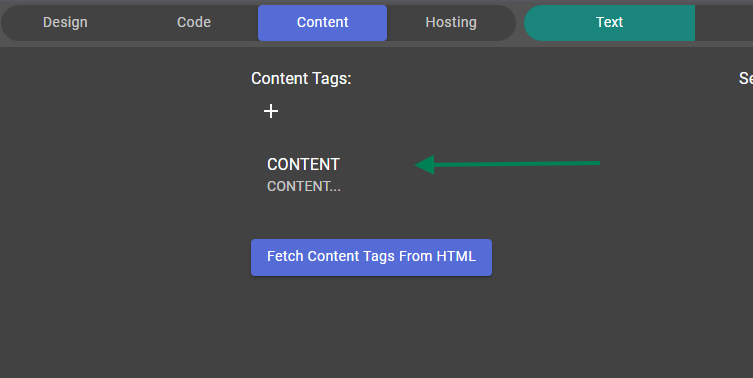 Design Code Content Hosting Text
Content Tags:
+
CONTENT
CONTENT...
Fetch Content Tags From HTML